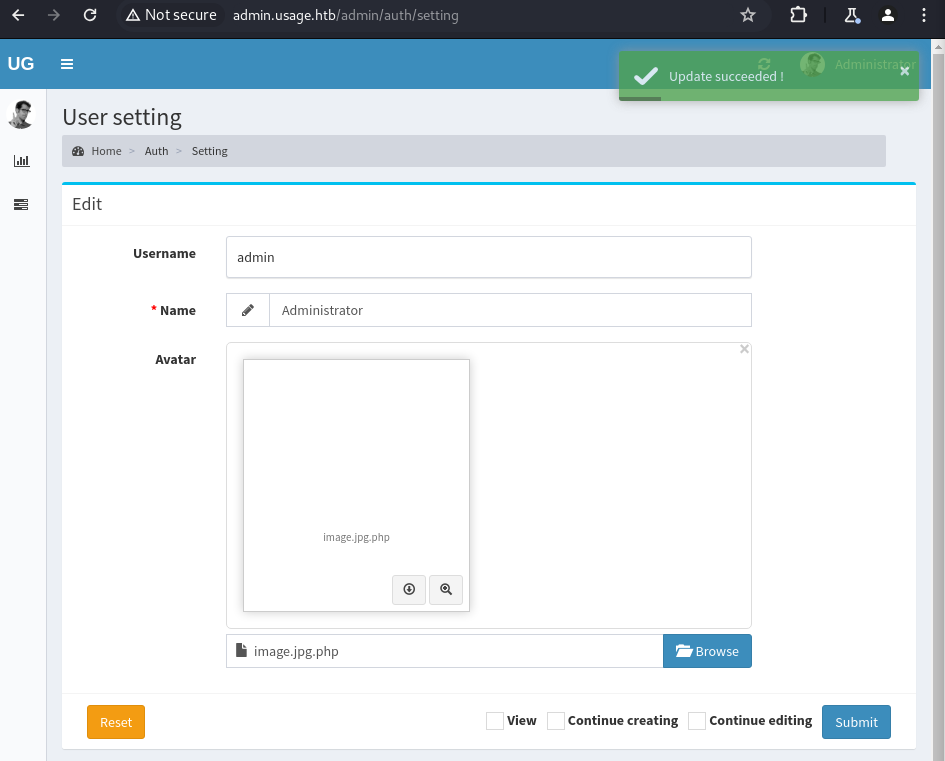 Not secure admin.usage.htb/admin/auth/setting
UG
Update succeeded !
Administrator
×
User setting
Home > Auth > Setting
Edit
Username
admin
* Name
Administrator
Avatar
×
image.jpg.php
image.jpg.php
Browse
Reset
View
Continue creating
Continue editing
Submit